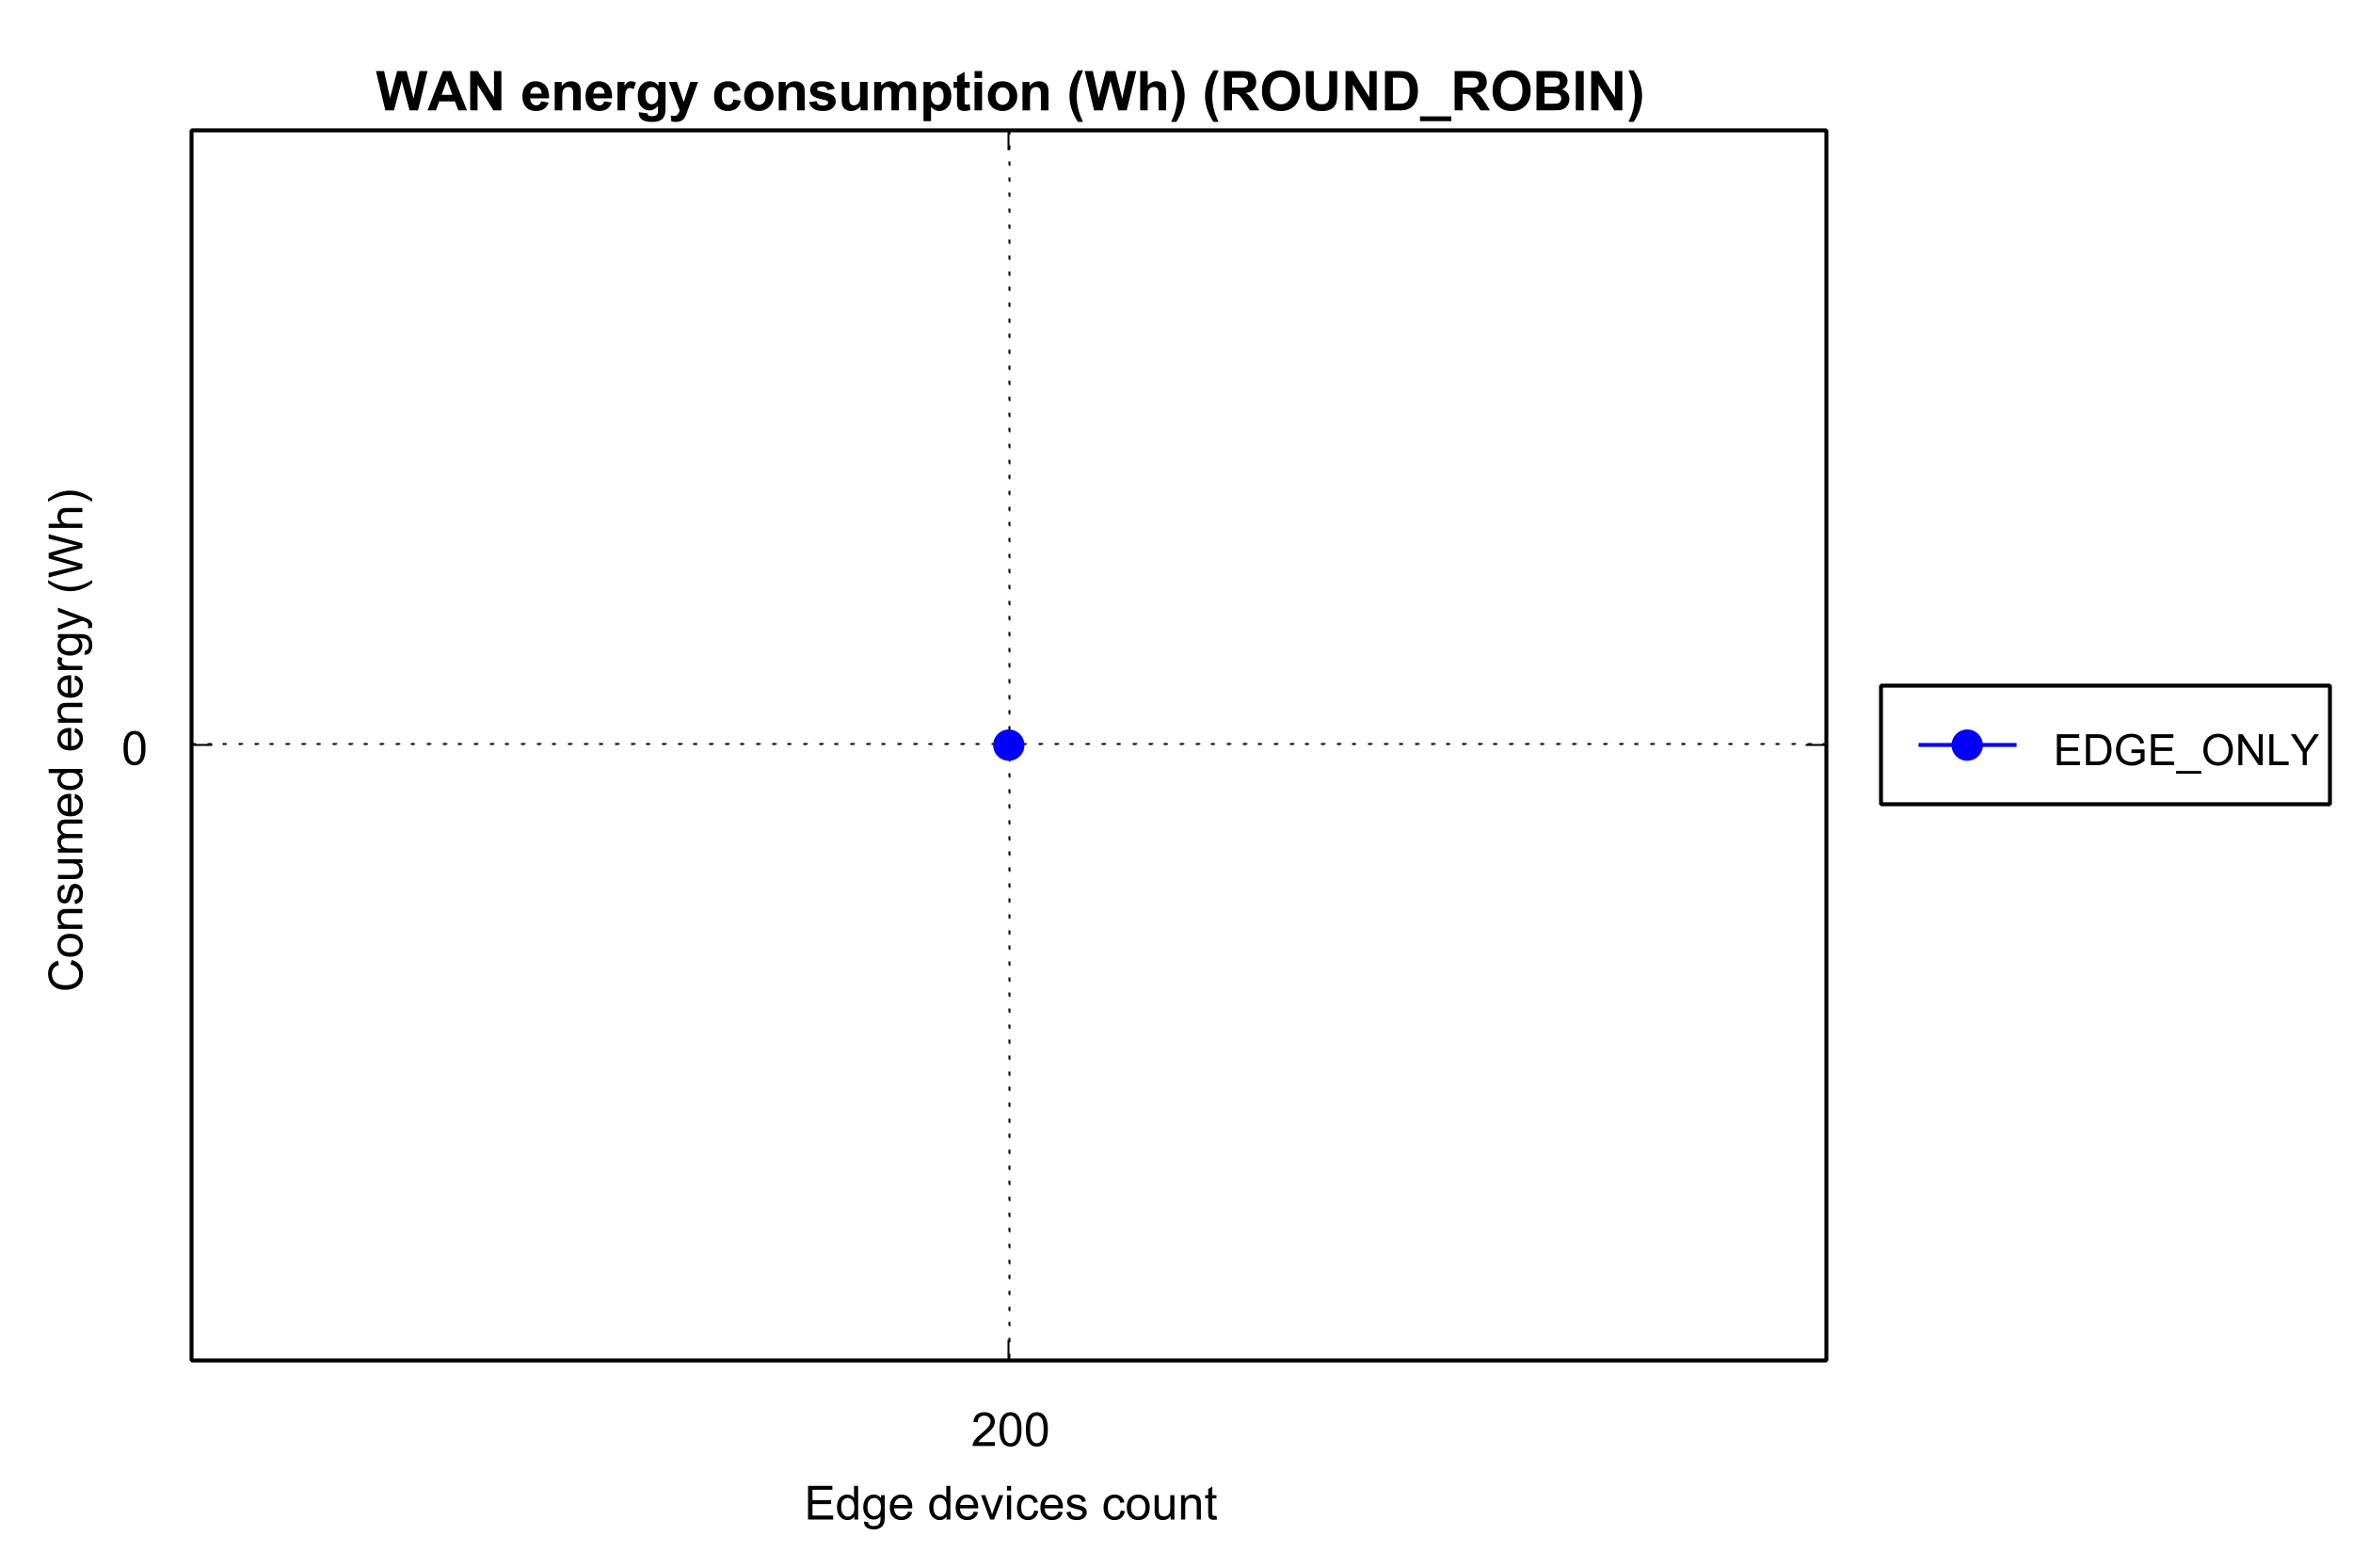 WAN energy consumption (Wh) (ROUND_ROBIN)
Consumed energy (Wh)
0
EDGE_ONLY
200
Edge devices count